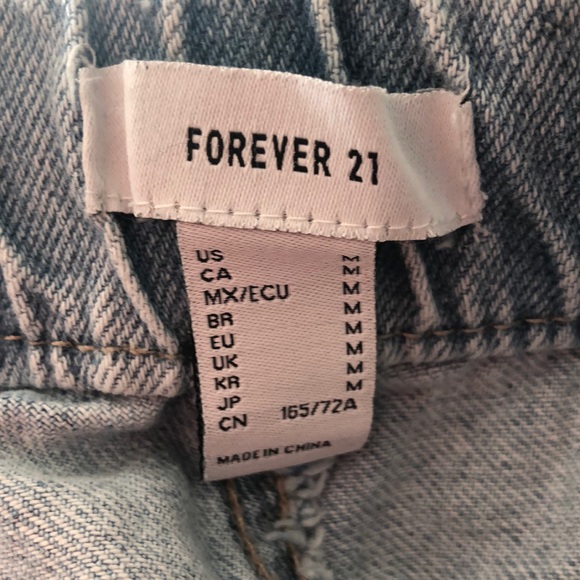 FOREVER 21
US M
CA M
MX/ECU M
BR M
EU M
UK M
KR M
JP
CN 165/72A
MADE IN CHINA